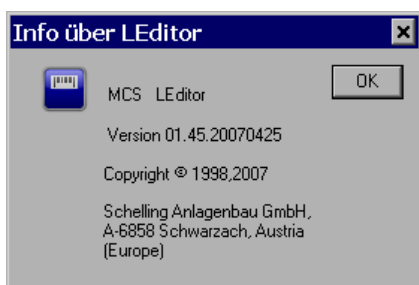 Info über LEditor
OK
MCS LEditor
Version 01.45.20070425
Copyright © 1998,2007
Schelling Anlagenbau GmbH,
A-6858 Schwarzach, Austria
(Europe)